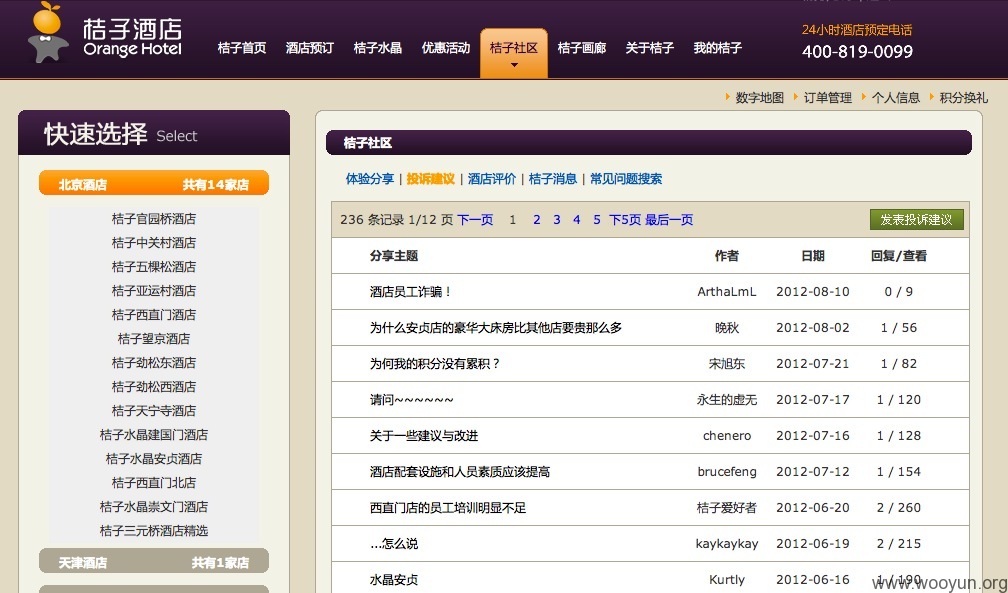 桔子酒店
Orange Hotel
桔子首页 酒店预订 桔子水晶 优惠活动 桔子社区 桔子画廊 关于桔子 我的桔子
24小时酒店预定电话
400-819-0099
数字地图 订单管理 个人信息 积分换礼
快速选择 Select
北京酒店 共有14家店
桔子官园桥酒店
桔子中关村酒店
桔子五棵松酒店
桔子亚运村酒店
桔子西直门酒店
桔子望京酒店
桔子劲松东酒店
桔子劲松西酒店
桔子天宁寺酒店
桔子水晶建国门酒店
桔子水晶安贞酒店
桔子西直门北店
桔子水晶崇文门酒店
桔子三元桥酒店精选
天津酒店 共有1家店
桔子社区
体验分享 | 投诉建议 | 酒店评价 | 桔子消息 | 常见问题搜索
236 条记录 1/12 页 下一页 1 2 3 4 5 下5页 最后一页 发表投诉建议
分享主题 作者 日期 回复/查看
酒店员工诈骗！ ArthaLmL 2012-08-10 0 / 9
为什么安贞店的豪华大床房比其他店要贵那么多 晚秋 2012-08-02 1 / 56
为何我的积分没有累积？ 宋旭东 2012-07-21 1 / 82
请问~~~~~~ 永生的虚无 2012-07-17 1 / 120
关于一些建议与改进 chenero 2012-07-16 1 / 128
酒店配套设施和人员素质应该提高 brucefeng 2012-07-12 1 / 154
西直门店的员工培训明显不足 桔子爱好者 2012-06-20 2 / 260
...怎么说 kaykaykay 2012-06-19 2 / 215
水晶安贞 Kurtly 2012-06-16 1 / 190
www.wooyun.org